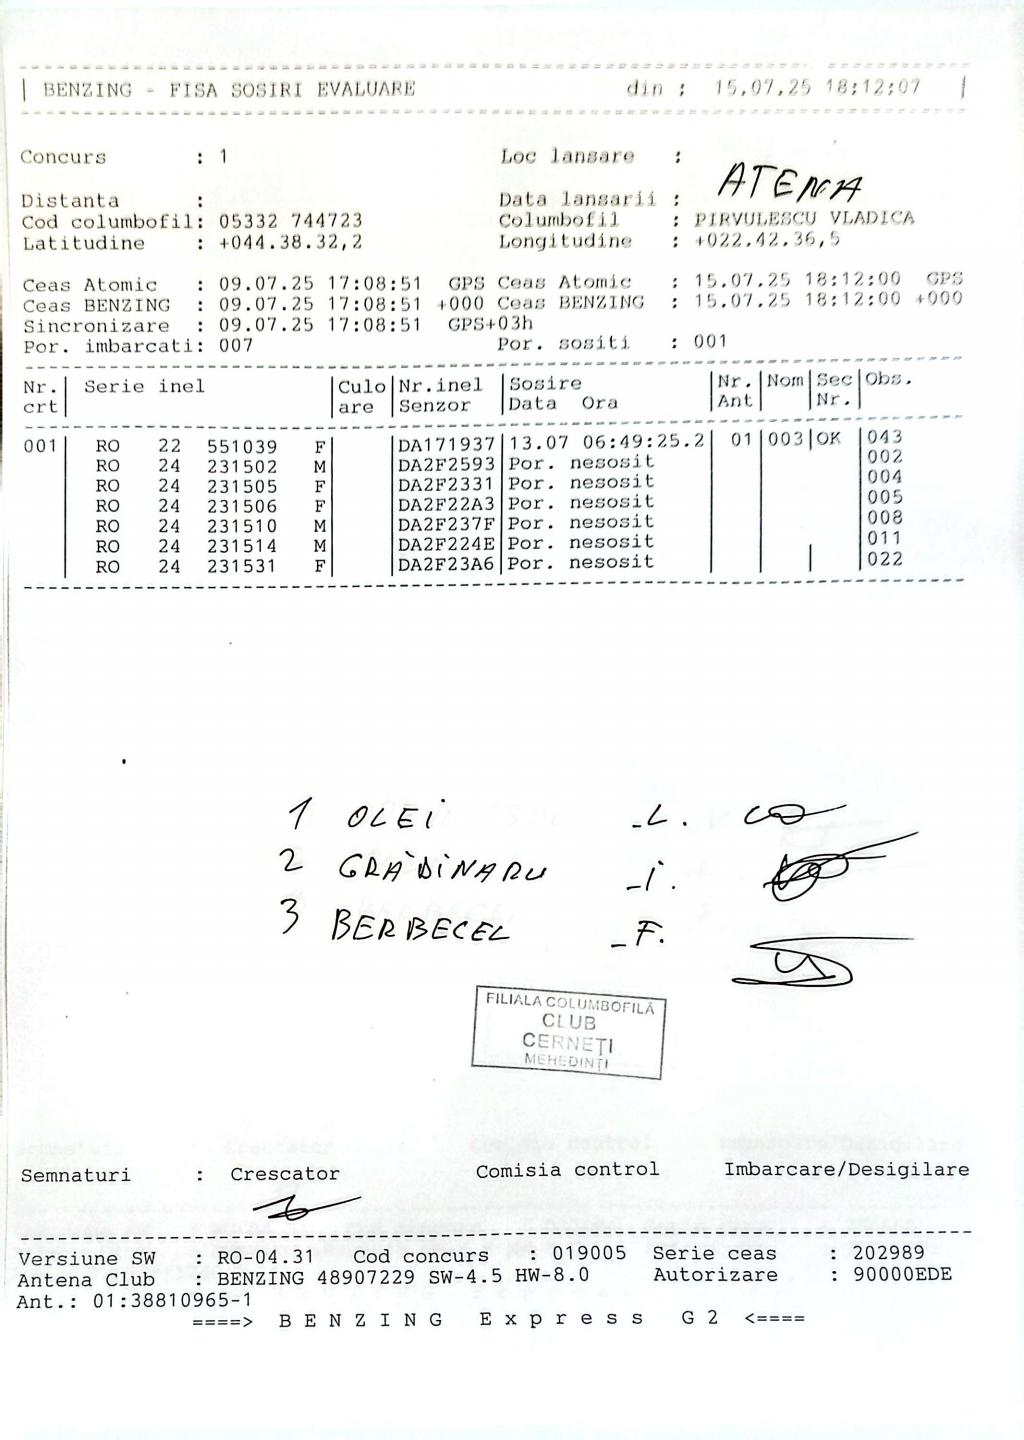 BENZING - FISA SOSIRI EVALUARE din : 15.07.25 18:12:07
Concurs : 1 Loc lansare :
ATENA
Distanta : Data lansarii :
Cod columbofil: 05332 744723 Columbofil : PIRVULESCU VLADICA
Latitudine : +044.38.32,2 Longitudine : +022.42.36,5
Ceas Atomic : 09.07.25 17:08:51 GPS Ceas Atomic : 15.07.25 18:12:00 GPS
Ceas BENZING : 09.07.25 17:08:51 +000 Ceas BENZING : 15.07.25 18:12:00 +000
Sincronizare : 09.07.25 17:08:51 GPS+03h
Por. imbarcati: 007 Por. sositi : 001
Nr. Serie inel Culo Nr.inel Sosire Nr. Nom Sec Obs.
crt are Senzor Data Ora Ant Nr.
001 RO 22 551039 F DA171937 13.07 06:49:25.2 01 003 OK 043
RO 24 231502 M DA2F2593 Por. nesosit 002
RO 24 231505 F DA2F2331 Por. nesosit 004
RO 24 231506 F DA2F22A3 Por. nesosit 005
RO 24 231510 M DA2F237F Por. nesosit 008
RO 24 231514 M DA2F224E Por. nesosit 011
RO 24 231531 F DA2F23A6 Por. nesosit 022
1 OLEI -L.
2 GRĂDINARU -I.
3 BERBECEL -F.
FILIALA COLUMBOFILĂ
CLUB
CERNEȚI
MEHEDINȚI
Semnaturi : Crescator Comisia control Imbarcare/Desigilare
Versiune SW : RO-04.31 Cod concurs : 019005 Serie ceas : 202989
Antena Club : BENZING 48907229 SW-4.5 HW-8.0 Autorizare : 90000EDE
Ant.: 01:38810965-1
====> B E N Z I N G E x p r e s s G 2 <====